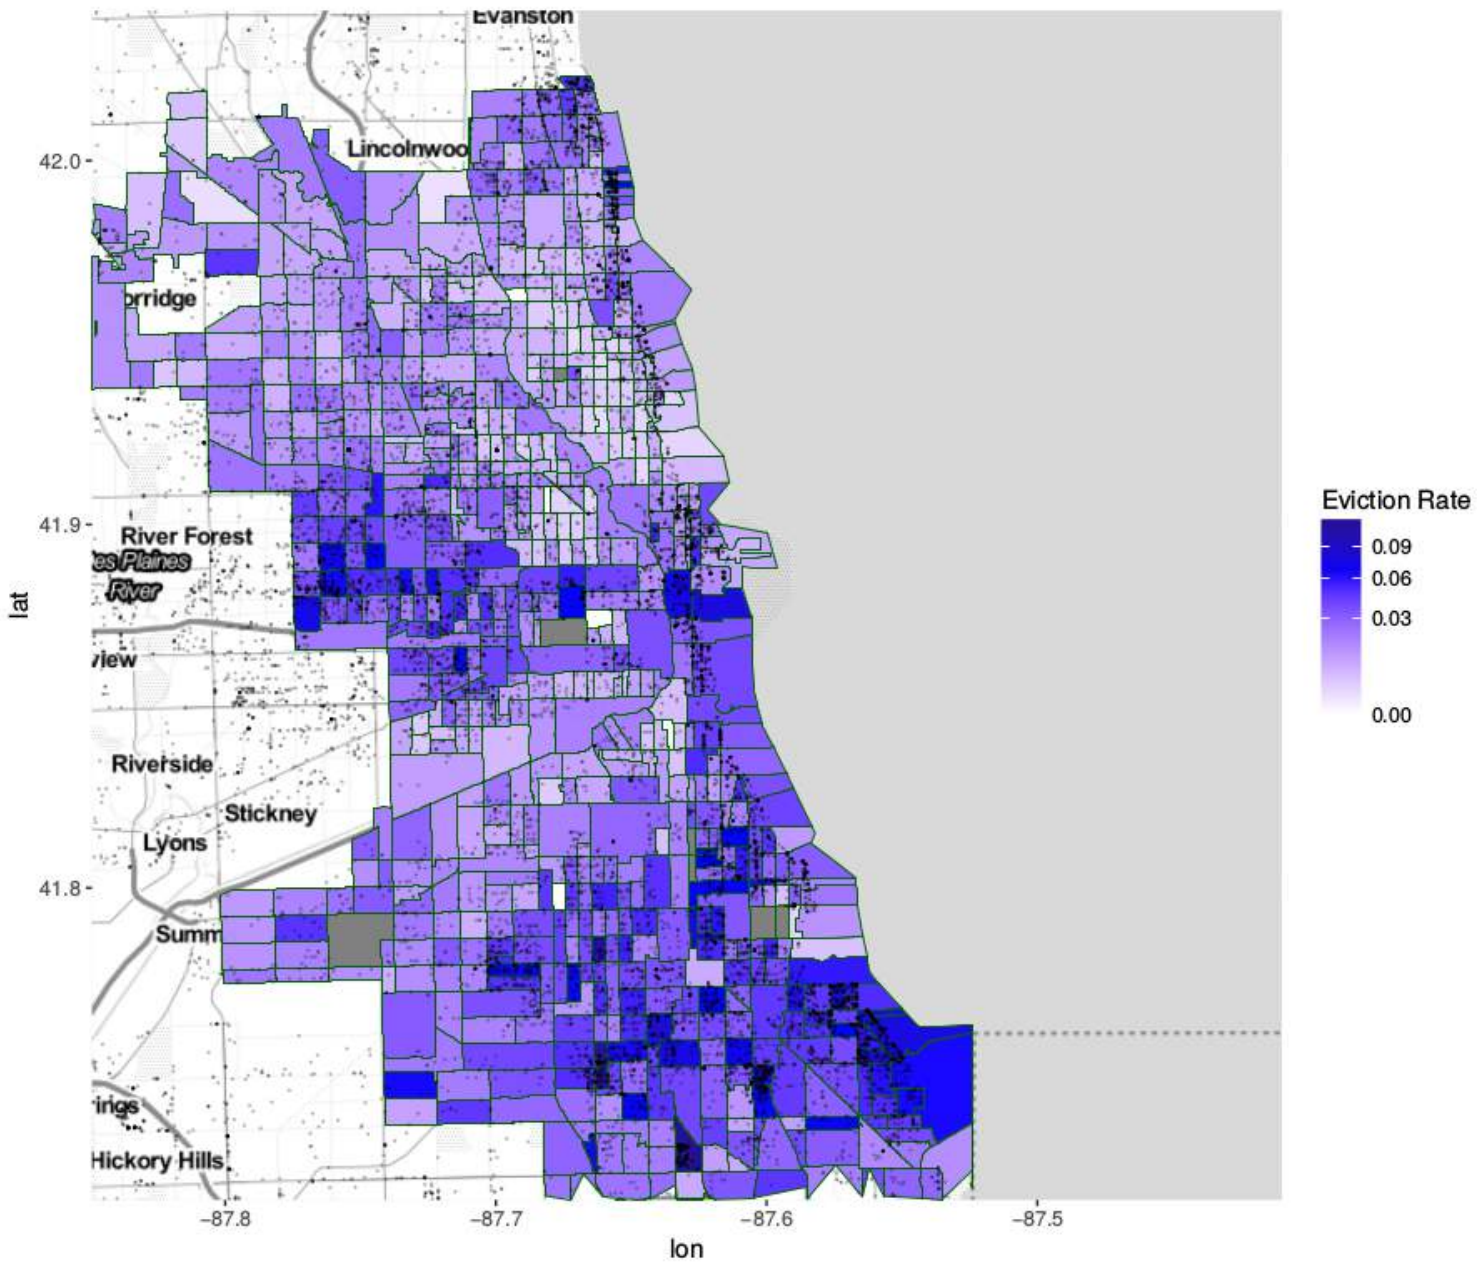 Evanston
42.0
Lincolnwoo
orridge
Eviction Rate
0.09
0.06
0.03
0.00
41.9
River Forest
es Plaines
River
lat
view
Riverside
Stickney
Lyons
41.8
Summ
rings
Hickory Hills
−87.8
−87.7
−87.6
−87.5
lon